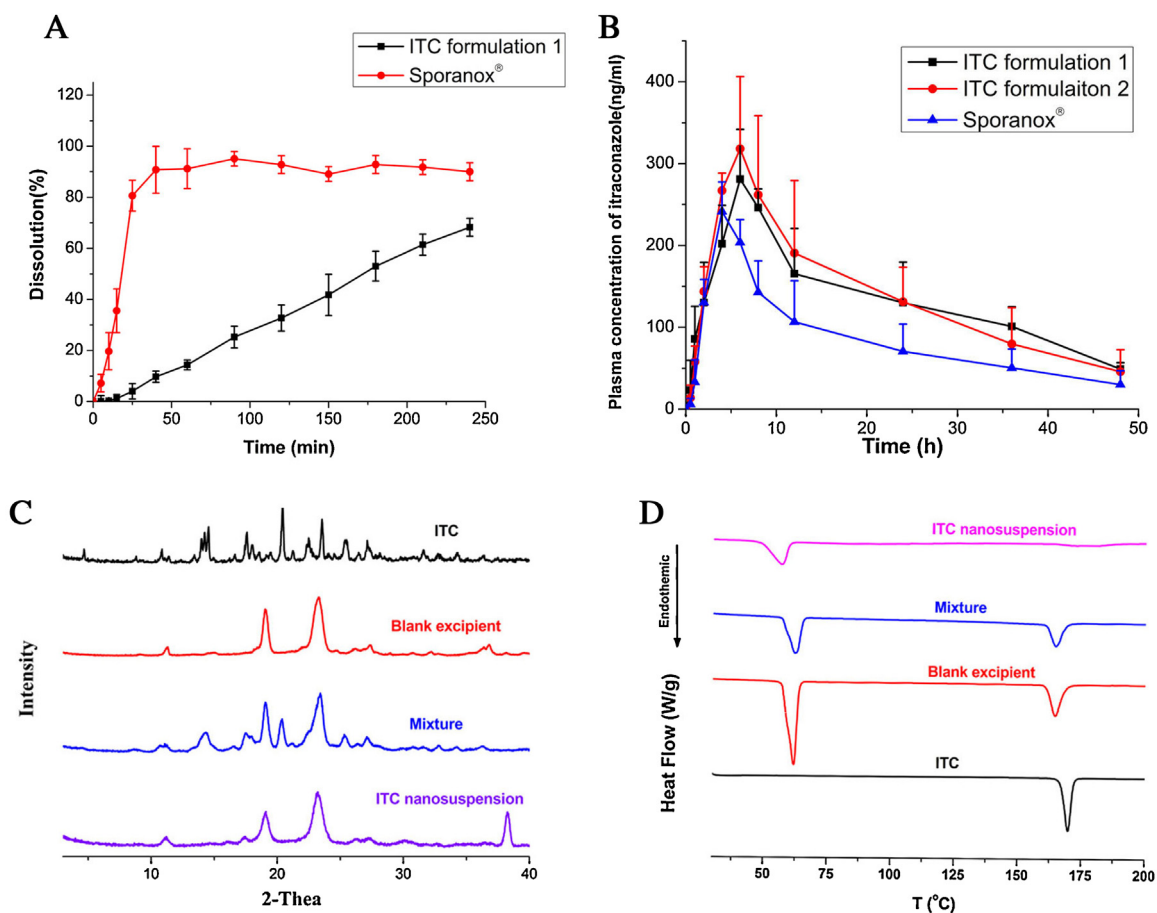 A
ITC formulation 1
Sporanox®
Dissolution(%)
120
100
80
60
40
20
0
0 50 100 150 200 250
Time (min)
B
ITC formulation 1
ITC formulaiton 2
Sporanox®
Plasma concentration of itraconazole(ng/ml)
400
300
200
100
0
0 10 20 30 40 50
Time (h)
C
ITC
Blank excipient
Mixture
ITC nanosuspension
Intensity
10 20 30 40
2-Thea
D
ITC nanosuspension
Endothemic
Mixture
Blank excipient
ITC
Heat Flow (W/g)
50 75 100 125 150 175 200
T (°C)